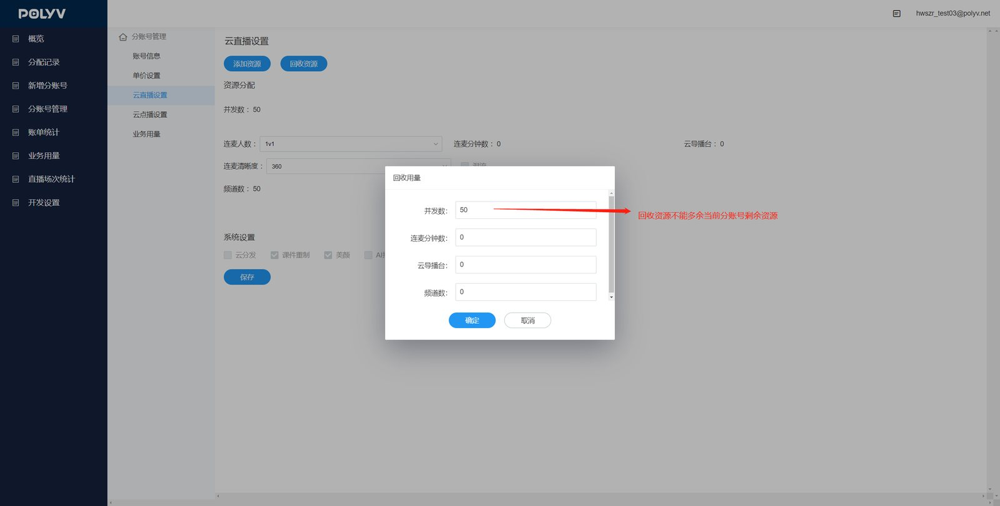 POLYV
hwszr_test03@polyv.net
概览
分配记录
新增分账号
分账号管理
账单统计
业务用量
直播场次统计
开发设置
分账号管理
账号信息
单价设置
云直播设置
云点播设置
业务用量
云直播设置
添加资源 回收资源
资源分配
并发数： 50
连麦人数： 1v1 连麦分钟数： 0 云导播台： 0
连麦清晰度： 360 混流
频道数： 50
系统设置
云分发 课件重制 美颜
保存
回收用量
并发数： 50
连麦分钟数： 0
云导播台： 0
频道数： 0
确定 取消
回收资源不能多余当前分账号剩余资源